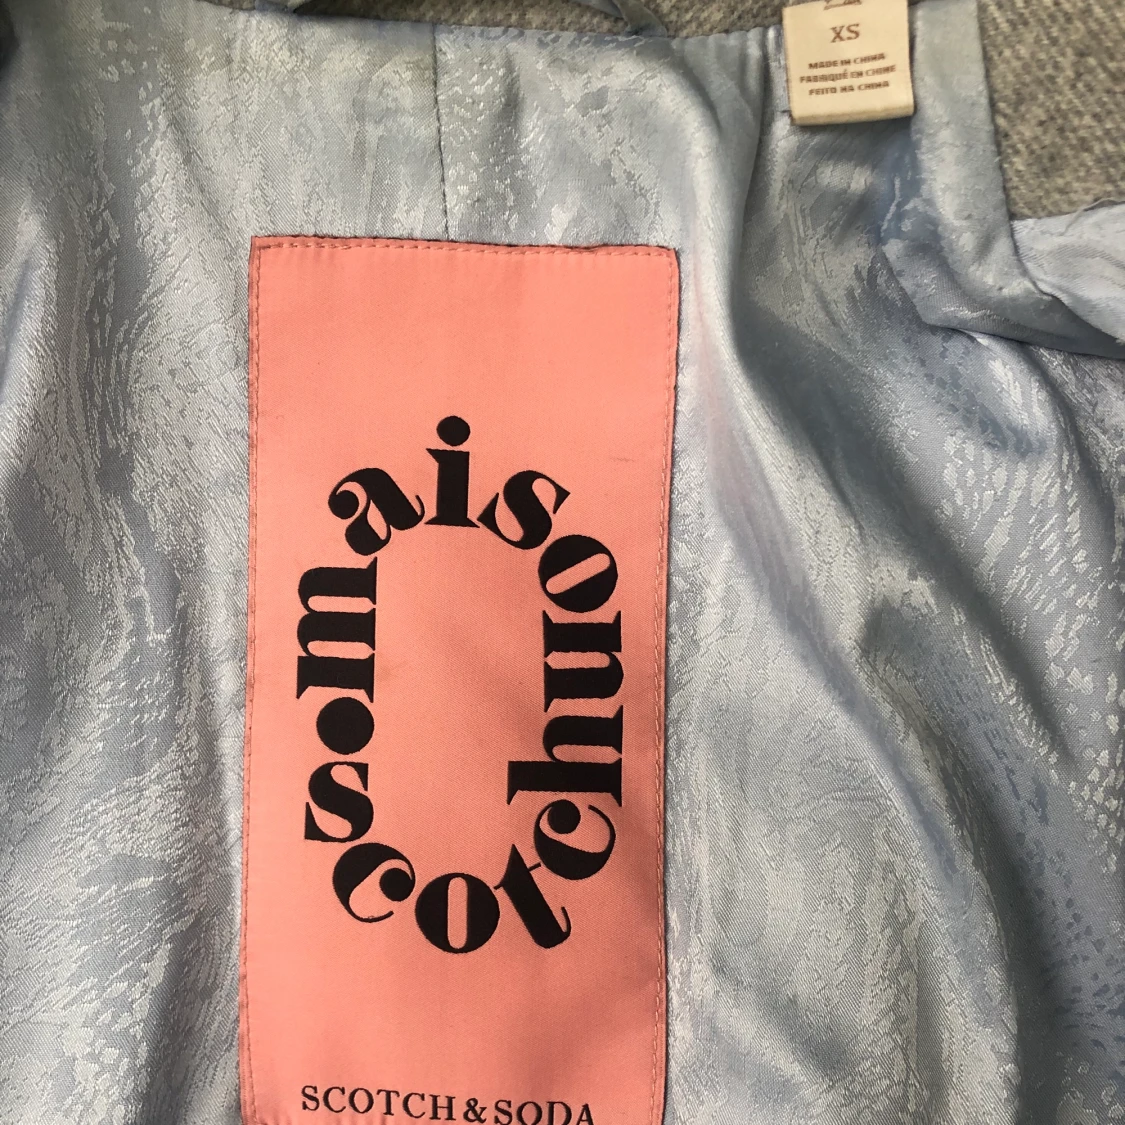 XS
MADE IN CHINA
FABRIQUÉ EN CHINE
FEITO NA CHINA
maison
scotch
SCOTCH & SODA